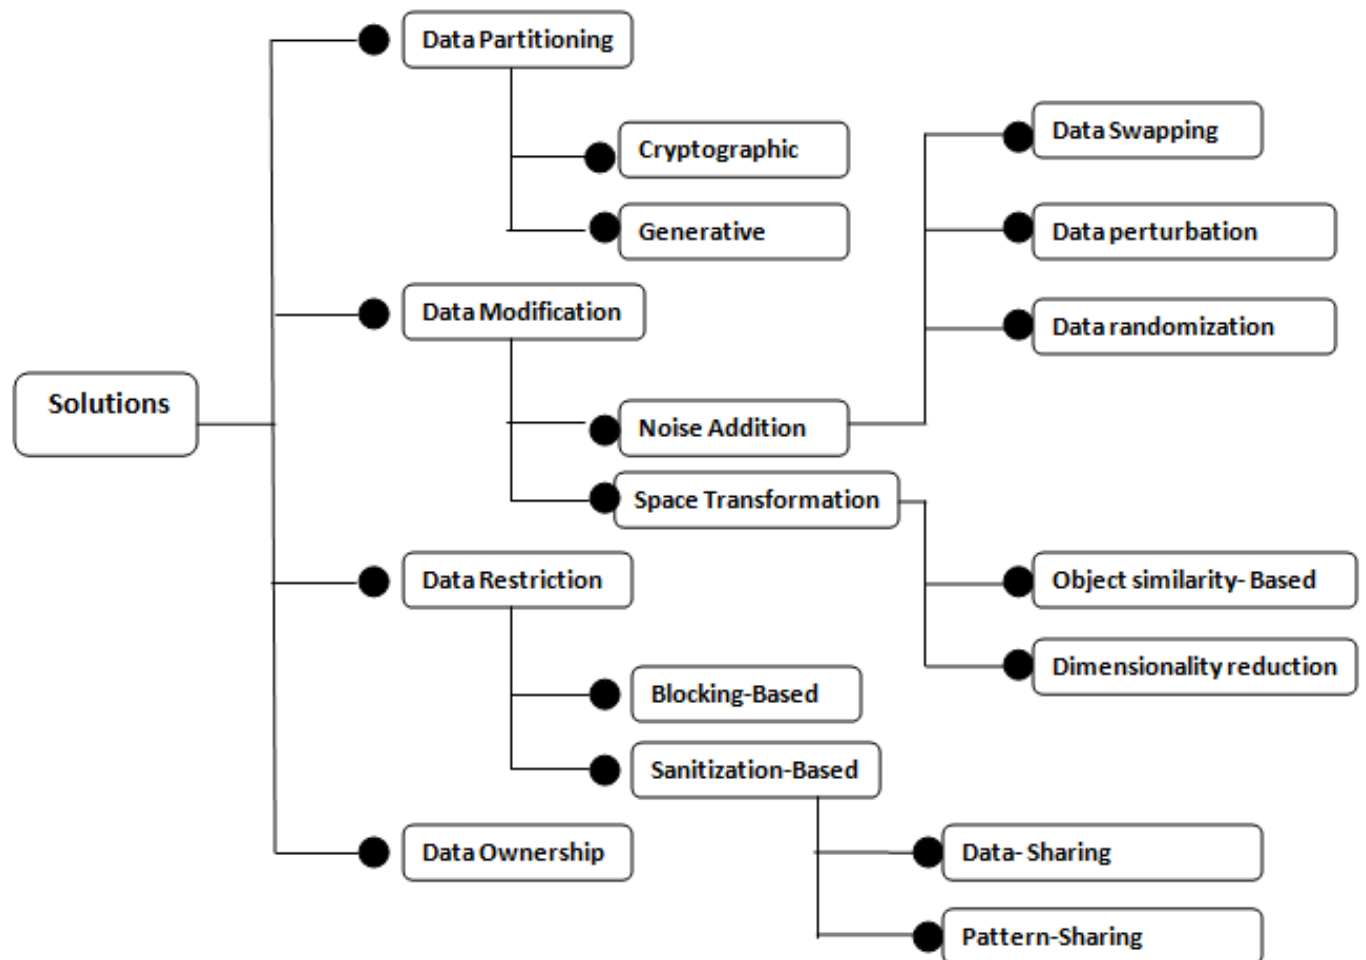 Solutions
Data Partitioning
Cryptographic
Generative
Data Modification
Noise Addition
Data Swapping
Data perturbation
Data randomization
Space Transformation
Object similarity- Based
Dimensionality reduction
Data Restriction
Blocking-Based
Sanitization-Based
Data- Sharing
Pattern-Sharing
Data Ownership